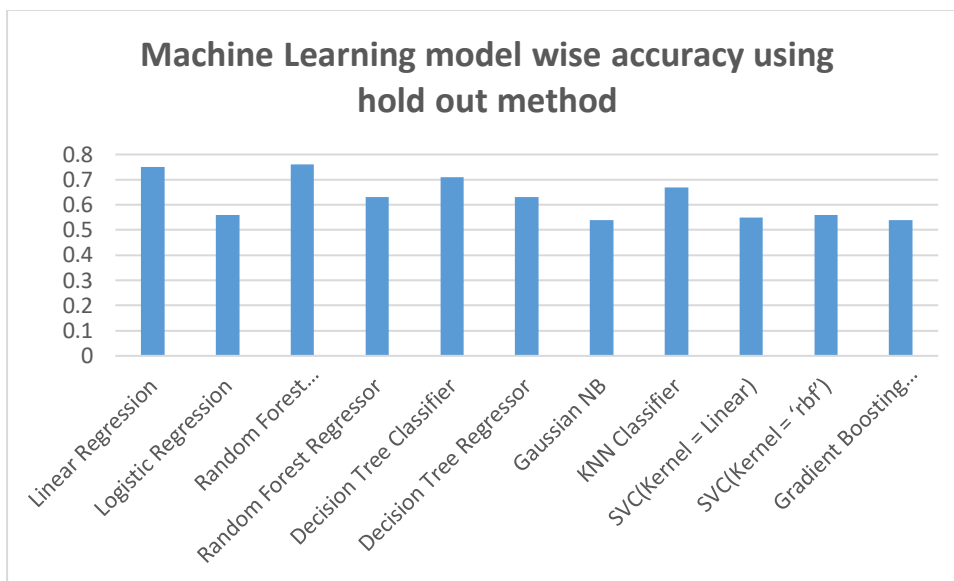 Machine Learning model wise accuracy using
hold out method
0.8
0.7
0.6
0.5
0.4
0.3
0.2
0.1
0
Linear Regression
Logistic Regression
Random Forest...
Random Forest Regressor
Decision Tree Classifier
Decision Tree Regressor
Gaussian NB
KNN Classifier
SVC(Kernel = Linear)
SVC(Kernel = ‘rbf’)
Gradient Boosting...